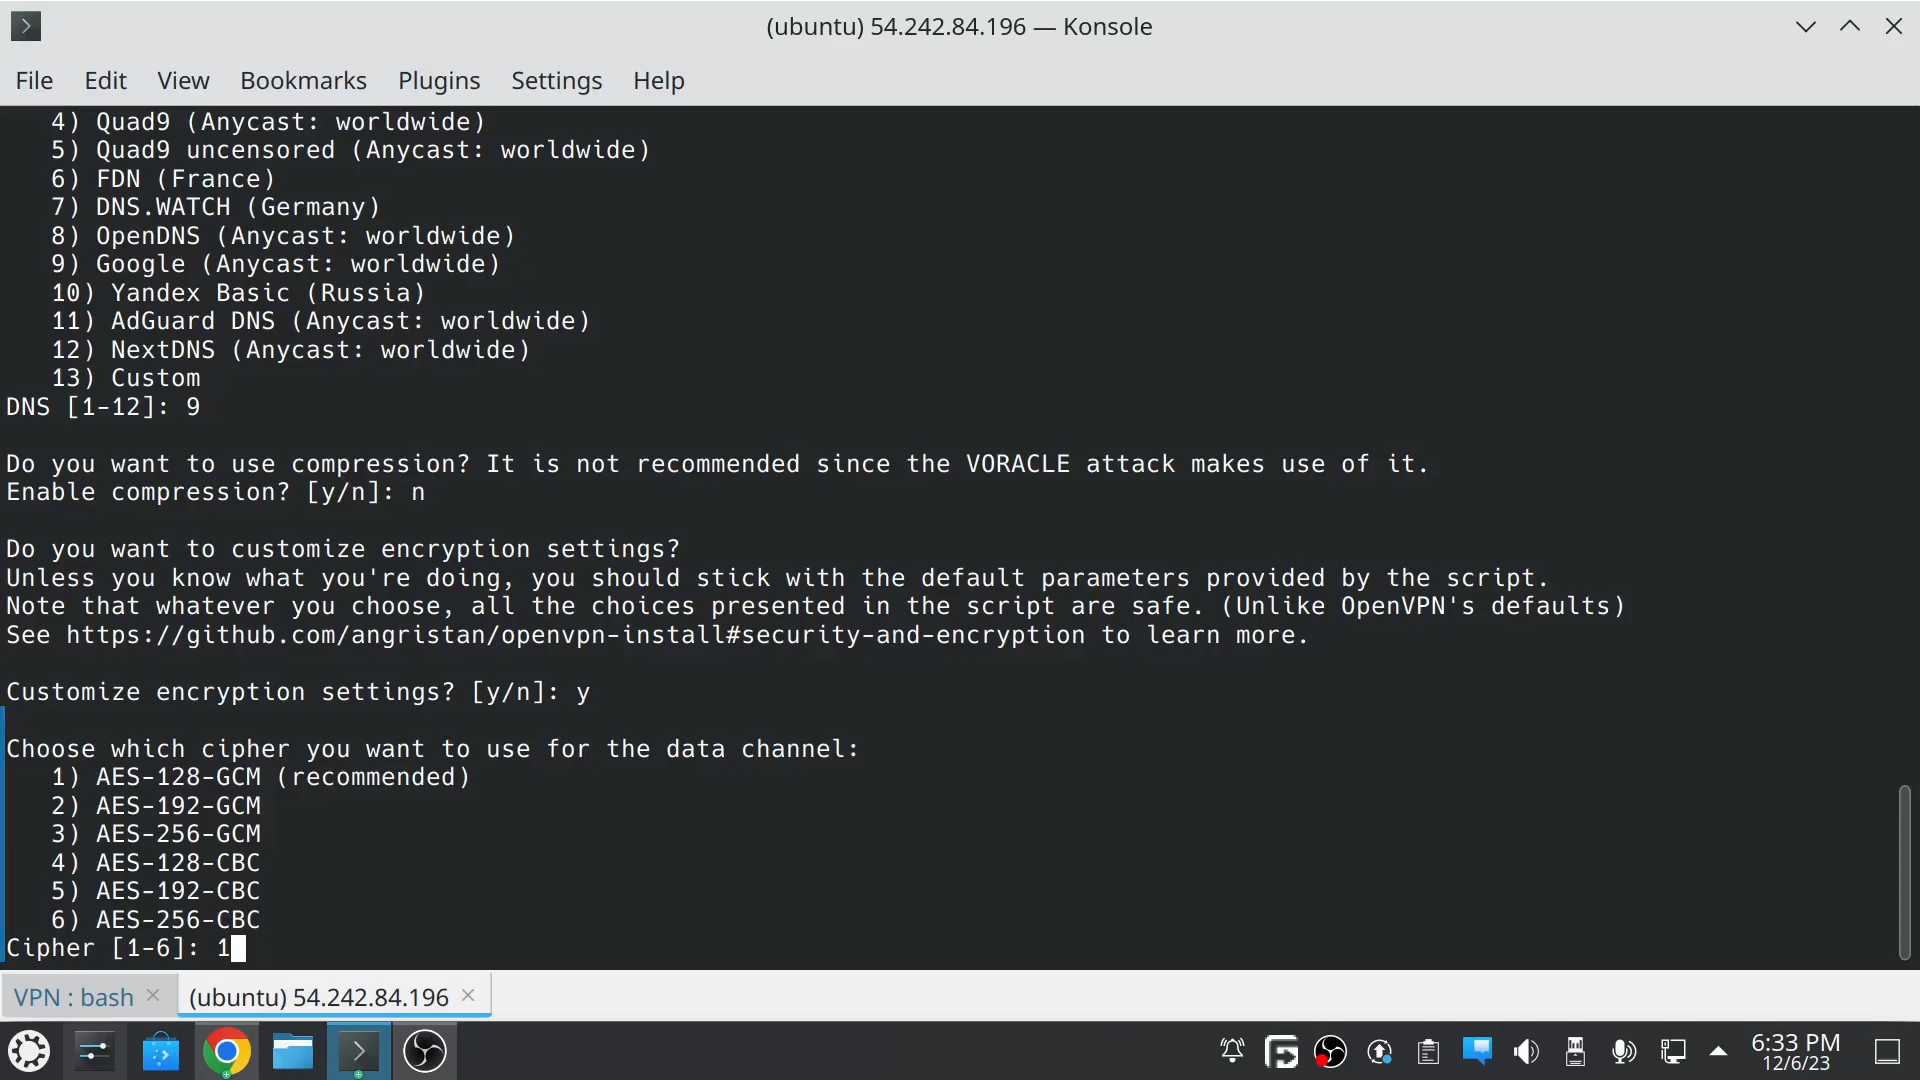 (ubuntu) 54.242.84.196 — Konsole
File Edit View Bookmarks Plugins Settings Help
4) Quad9 (Anycast: worldwide)
5) Quad9 uncensored (Anycast: worldwide)
6) FDN (France)
7) DNS.WATCH (Germany)
8) OpenDNS (Anycast: worldwide)
9) Google (Anycast: worldwide)
10) Yandex Basic (Russia)
11) AdGuard DNS (Anycast: worldwide)
12) NextDNS (Anycast: worldwide)
13) Custom
DNS [1-12]: 9
Do you want to use compression? It is not recommended since the VORACLE attack makes use of it.
Enable compression? [y/n]: n
Do you want to customize encryption settings?
Unless you know what you're doing, you should stick with the default parameters provided by the script.
Note that whatever you choose, all the choices presented in the script are safe. (Unlike OpenVPN's defaults)
See https://github.com/angristan/openvpn-install#security-and-encryption to learn more.
Customize encryption settings? [y/n]: y
Choose which cipher you want to use for the data channel:
1) AES-128-GCM (recommended)
2) AES-192-GCM
3) AES-256-GCM
4) AES-128-CBC
5) AES-192-CBC
6) AES-256-CBC
Cipher [1-6]: 1
VPN : bash
(ubuntu) 54.242.84.196
6:33 PM
12/6/23